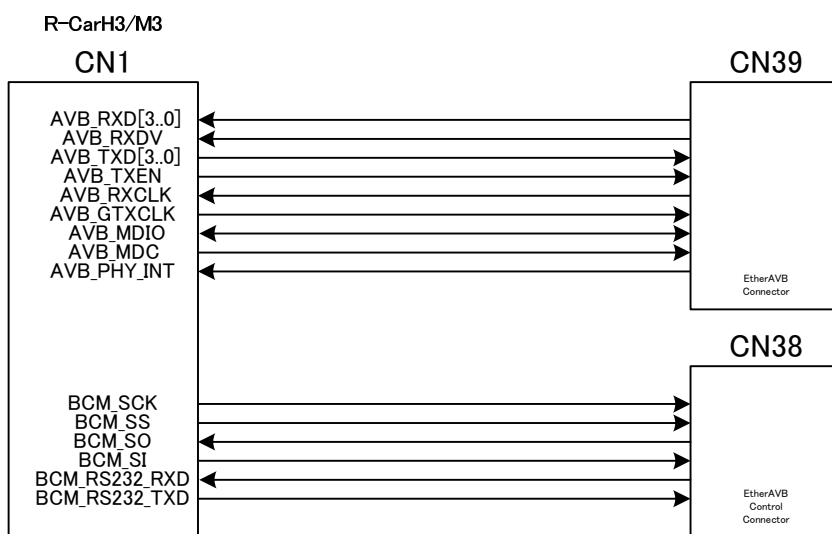 R-CarH3/M3
CN1
CN39
AVB_RXD[3..0]
AVB_RXDV
AVB_TXD[3..0]
AVB_TXEN
AVB_RXCLK
AVB_GTXCLK
AVB_MDIO
AVB_MDC
AVB_PHY_INT
EtherAVB
Connector
CN38
BCM_SCK
BCM_SS
BCM_SO
BCM_SI
BCM_RS232_RXD
BCM_RS232_TXD
EtherAVB
Control
Connector